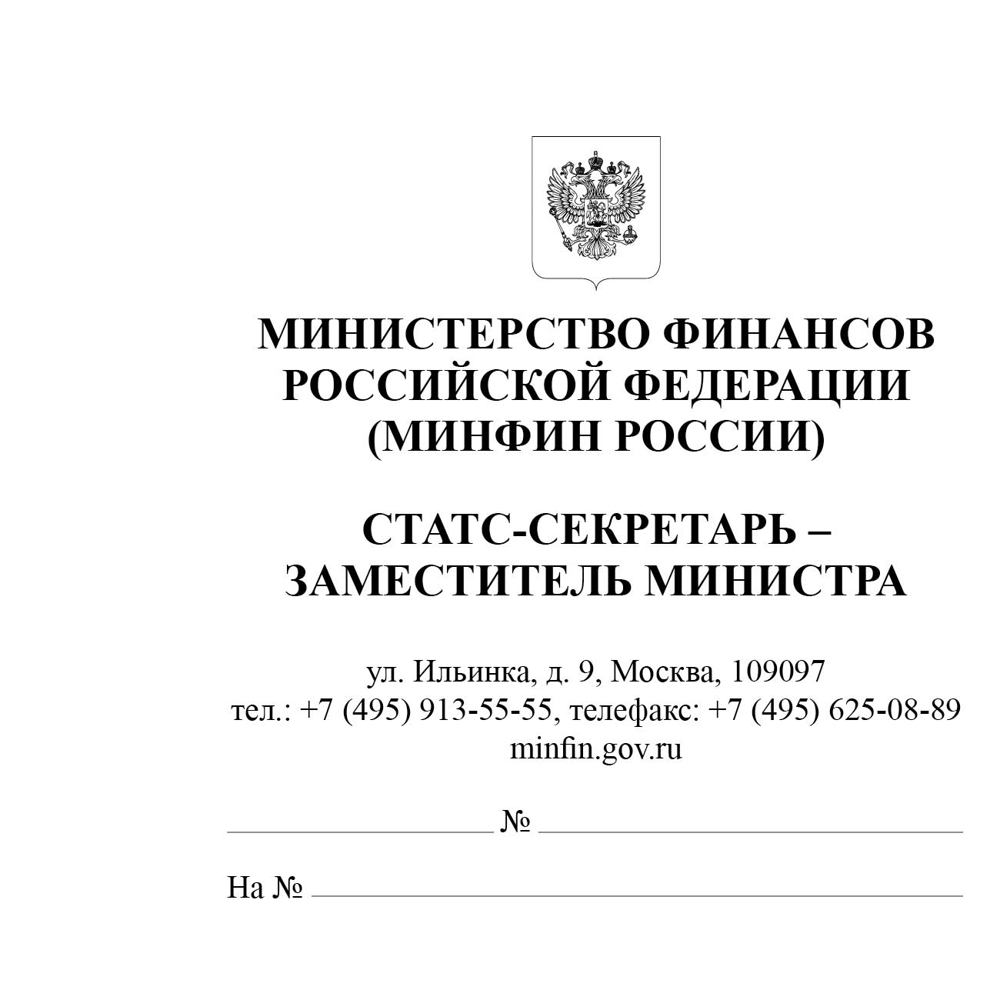 МИНИСТЕРСТВО ФИНАНСОВ
РОССИЙСКОЙ ФЕДЕРАЦИИ
(МИНФИН РОССИИ)
СТАТС-СЕКРЕТАРЬ –
ЗАМЕСТИТЕЛЬ МИНИСТРА
ул. Ильинка, д. 9, Москва, 109097
тел.: +7 (495) 913-55-55, телефакс: +7 (495) 625-08-89
minfin.gov.ru
№
На №